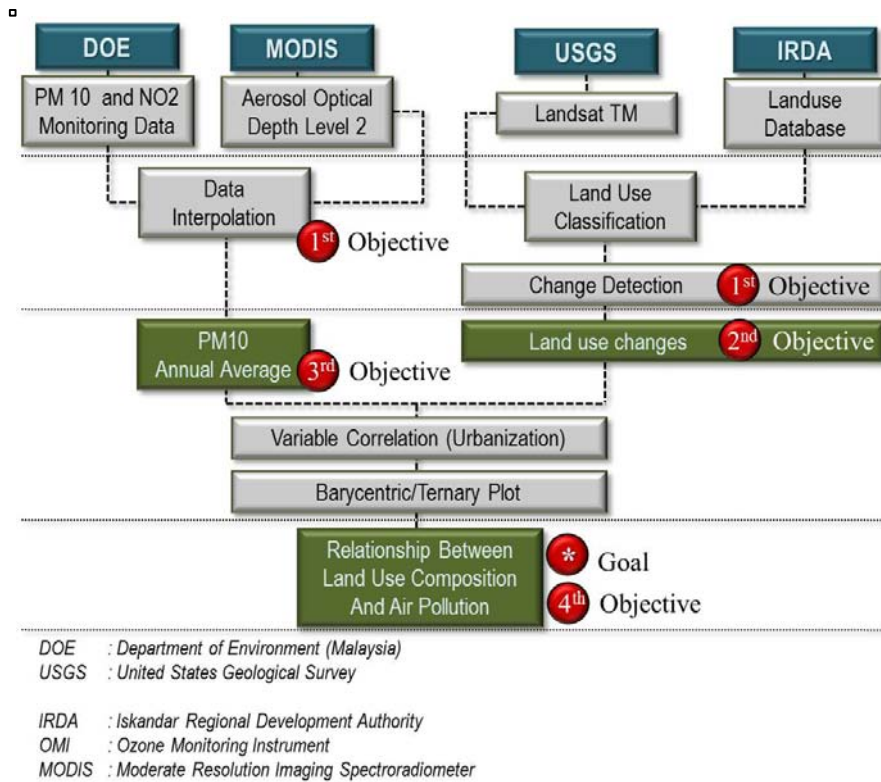 DOE
MODIS
USGS
IRDA
PM 10 and NO2
Monitoring Data
Aerosol Optical
Depth Level 2
Landsat TM
Landuse
Database
Data
Interpolation
1st Objective
Land Use
Classification
Change Detection 1st Objective
PM10
Annual Average
3rd Objective
Land use changes 2nd Objective
Variable Correlation (Urbanization)
Barycentric/Ternary Plot
Relationship Between
Land Use Composition
And Air Pollution
* Goal
4th Objective
DOE : Department of Environment (Malaysia)
USGS : United States Geological Survey
IRDA : Iskandar Regional Development Authority
OMI : Ozone Monitoring Instrument
MODIS : Moderate Resolution Imaging Spectroradiometer